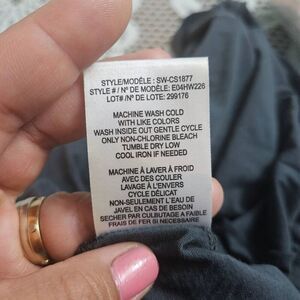 STYLE/MODÈLE : SW-CS1877
STYLE # / Nº DE MODÈLE: E04HW226
LOT# / Nº DE LOTE: 299176
MACHINE WASH COLD
WITH LIKE COLORS
WASH INSIDE OUT GENTLE CYCLE
ONLY NON-CHLORINE BLEACH
TUMBLE DRY LOW
COOL IRON IF NEEDED
MACHINE À LAVER À FROID
AVEC DES COULER
LAVAGE À L'ENVERS
CYCLE DÉLICAT
NON-SEULEMENT L'EAU DE
JAVEL EN CAS DE BESOIN
SECHER PAR CULBUTAGE A FAIBLE
FRAIS DE FER SI NECESSAIRE